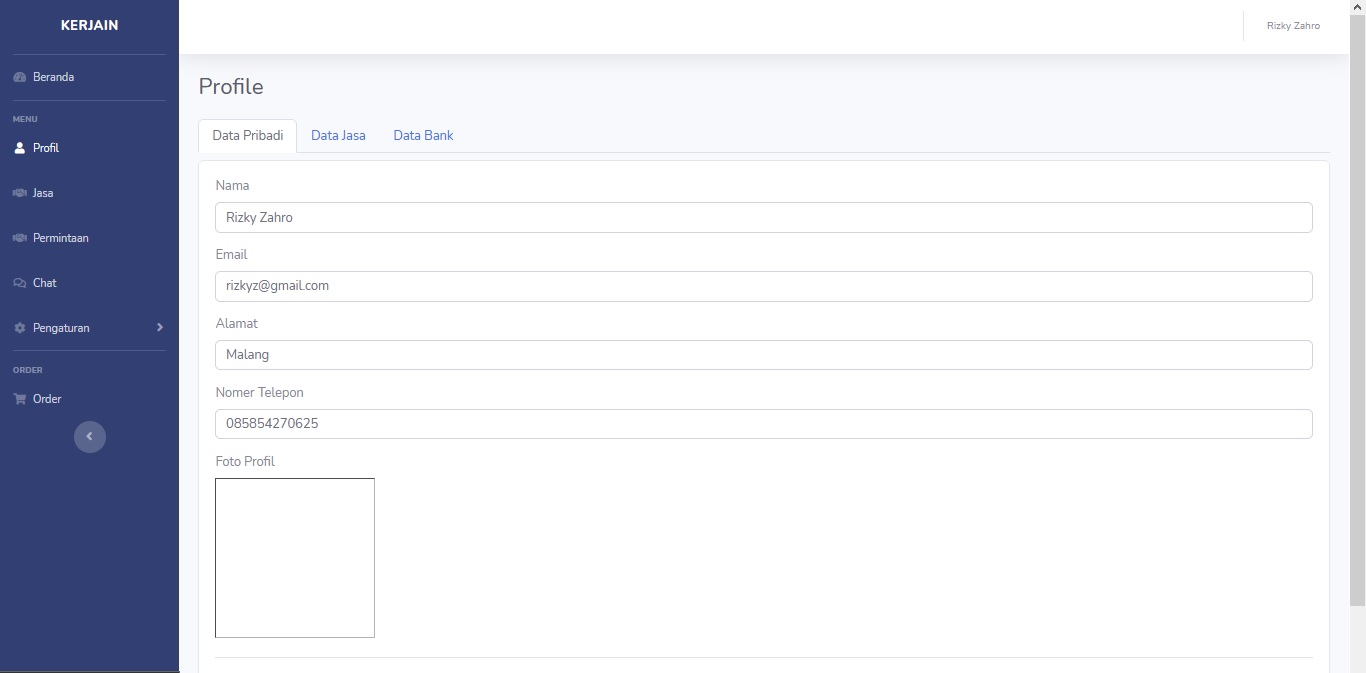 KERJAIN
Rizky Zahro
Beranda
MENU
Profil
Jasa
Permintaan
Chat
Pengaturan
ORDER
Order
Profile
Data Pribadi Data Jasa Data Bank
Nama
Rizky Zahro
Email
rizkyz@gmail.com
Alamat
Malang
Nomer Telepon
085854270625
Foto Profil